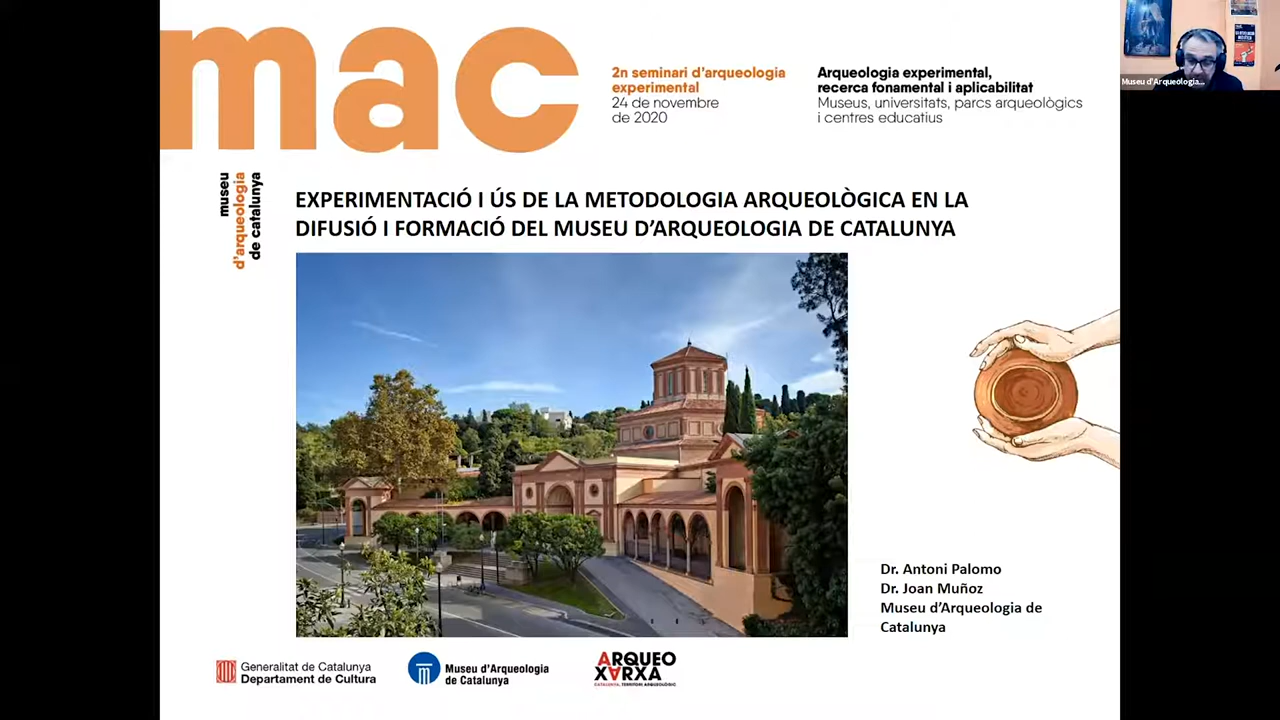 mac
museu
d'arqueologia
de catalunya
2n seminari d'arqueologia
experimental
24 de novembre
de 2020
Arqueologia experimental,
recerca fonamental i aplicabilitat
Museus, universitats, parcs arqueològics
i centres educatius
Museu d'Arqueologia...
EXPERIMENTACIÓ I ÚS DE LA METODOLOGIA ARQUEOLÒGICA EN LA
DIFUSIÓ I FORMACIÓ DEL MUSEU D'ARQUEOLOGIA DE CATALUNYA
Dr. Antoni Palomo
Dr. Joan Muñoz
Museu d'Arqueologia de
Catalunya
Generalitat de Catalunya
Departament de Cultura
Museu d'Arqueologia
de Catalunya
ARQUEO
XARXA
CATALUNYA, TERRITORI ARQUEOLÒGIC